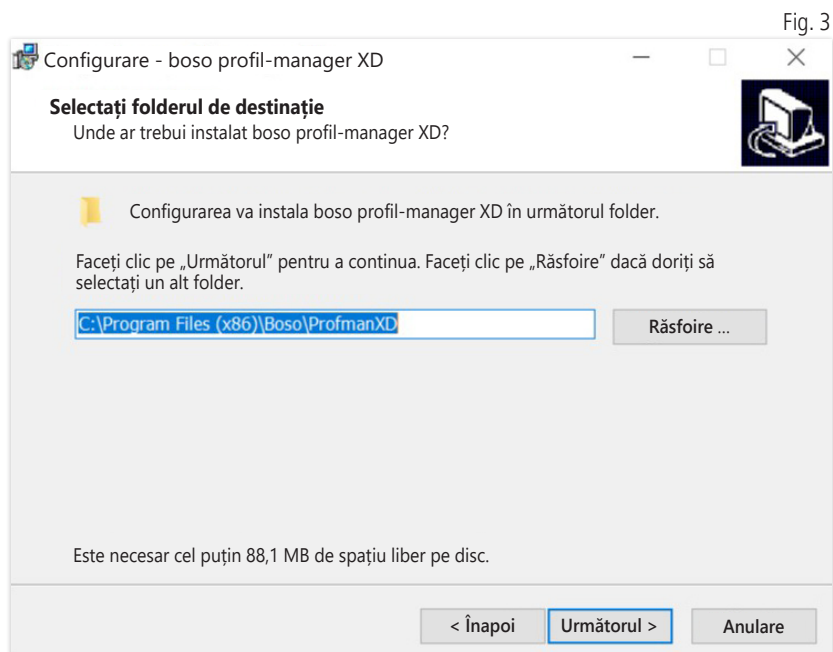 Fig. 3
Configurare - boso profil-manager XD
Selectați folderul de destinație
Unde ar trebui instalat boso profil-manager XD?
Configurarea va instala boso profil-manager XD în următorul folder.
Faceți clic pe „Următorul” pentru a continua. Faceți clic pe „Răsfoire” dacă doriți să
selectați un alt folder.
C:\Program Files (x86)\Boso\ProfmanXD
Răsfoire ...
Este necesar cel puțin 88,1 MB de spațiu liber pe disc.
< Înapoi
Următorul >
Anulare